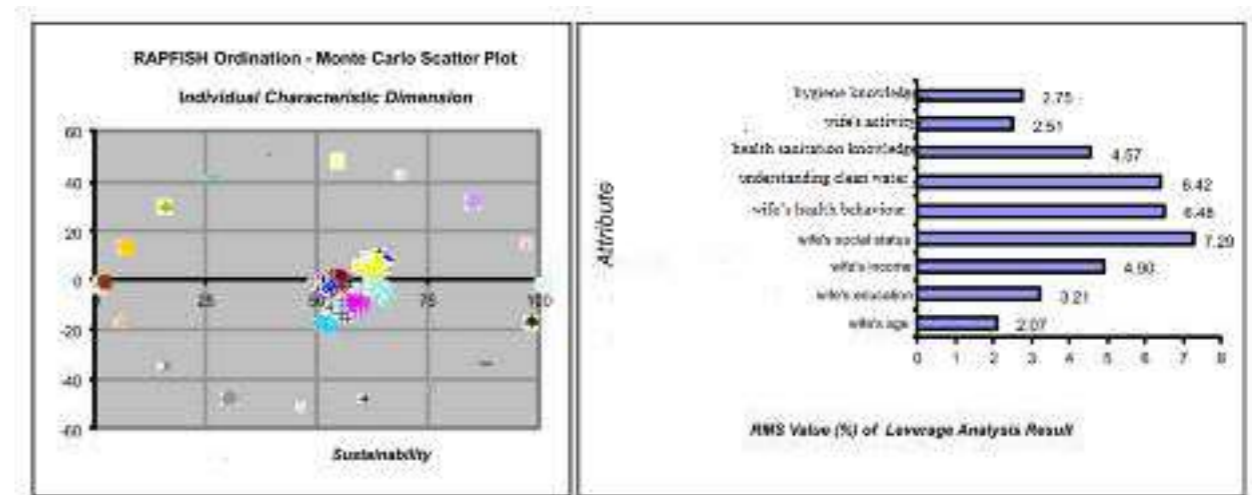 RAPFISH Ordination - Monte Carlo Scatter Plot
Individual Characteristic Dimension
60
40
20
0
-20
-40
-60
25
50
75
100
Sustainability
hygiene knowledge 2.75
wife's activity 2.51
health sanitation knowledge 4.57
understanding clean water 6.42
wife's health behaviour 6.48
wife's social status 7.29
wife's income 4.90
wife's education 3.21
wife's age 2.07
Attribute
0 1 2 3 4 5 6 7 8
RMS Value (%) of Leverage Analysis Result